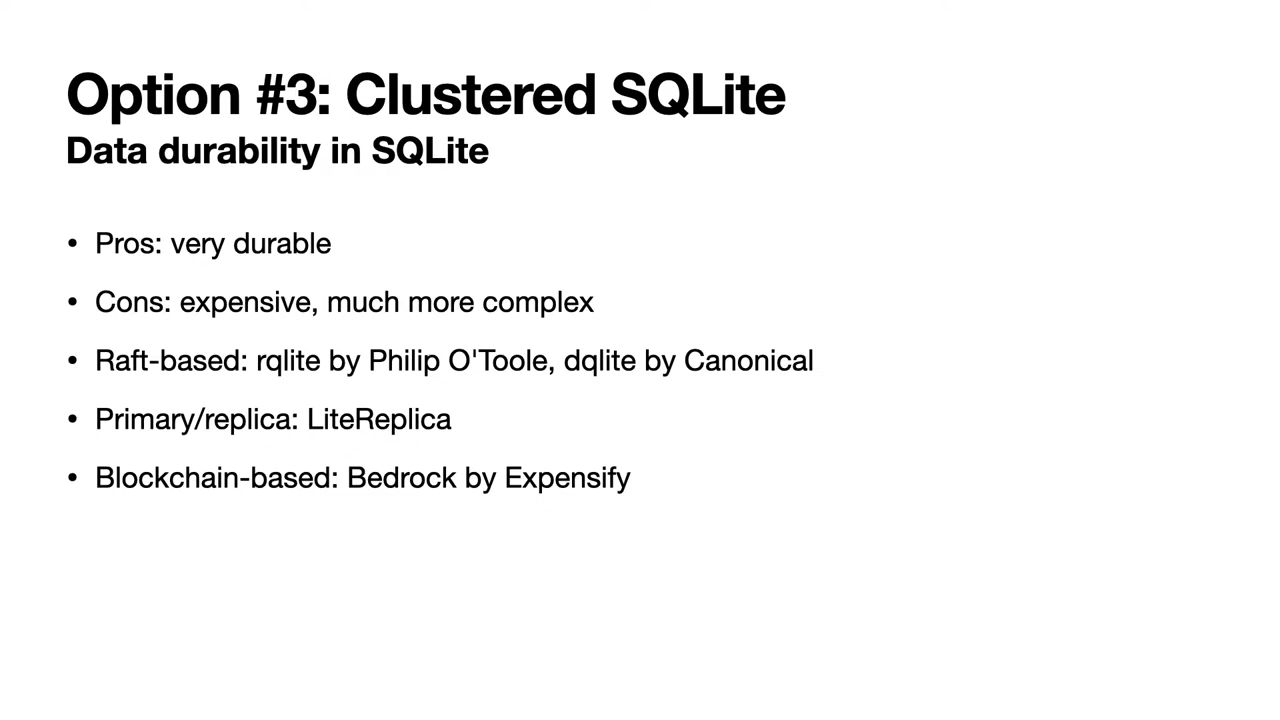 Option #3: Clustered SQLite
Data durability in SQLite
• Pros: very durable
• Cons: expensive, much more complex
• Raft-based: rqlite by Philip O'Toole, dqlite by Canonical
• Primary/replica: LiteReplica
• Blockchain-based: Bedrock by Expensify